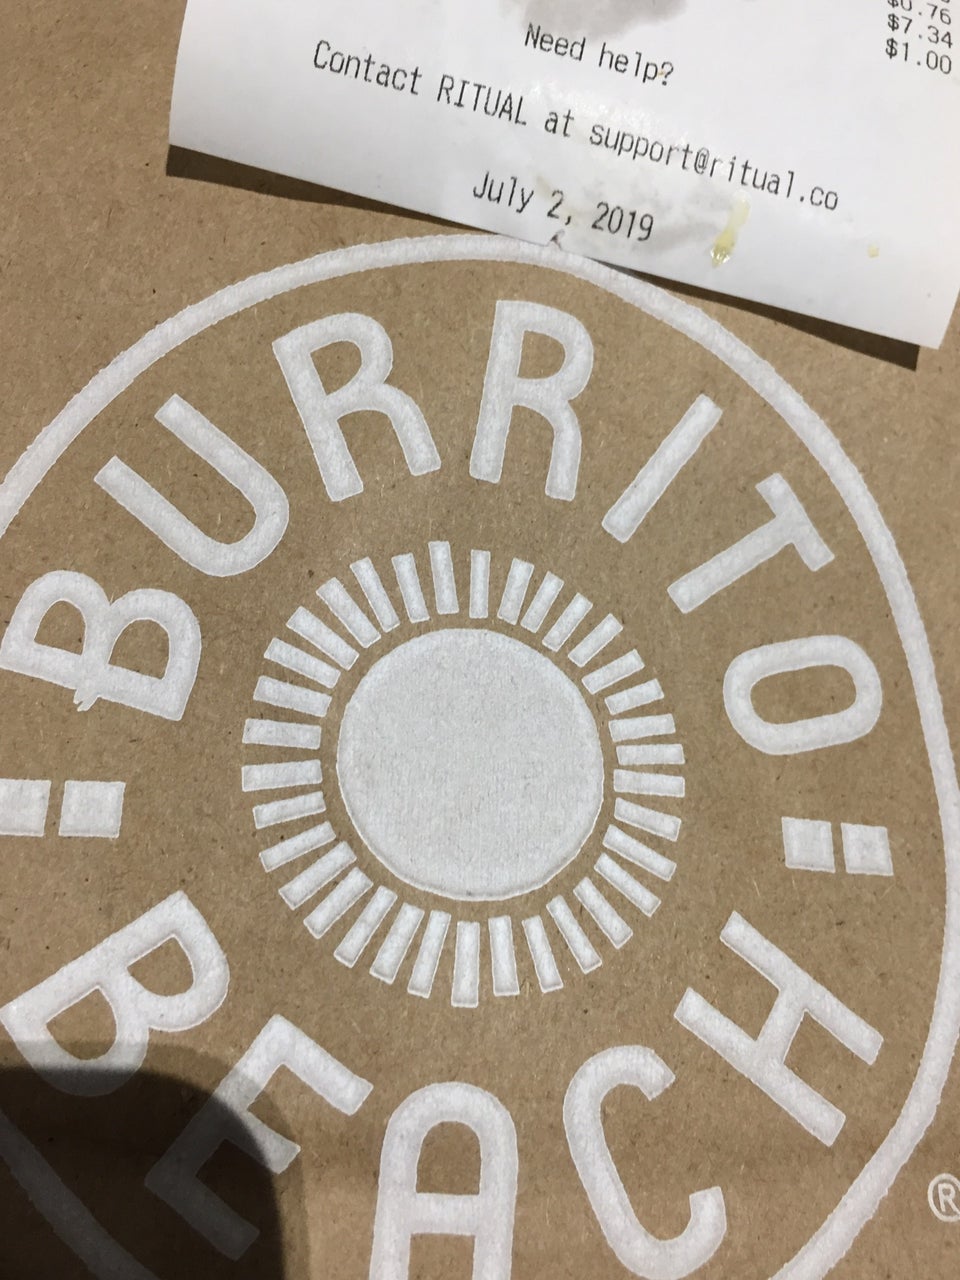 $0.76
$7.34
$1.00
Need help?
Contact RITUAL at support@ritual.co
July 2, 2019
BURRITO
BEACH
®